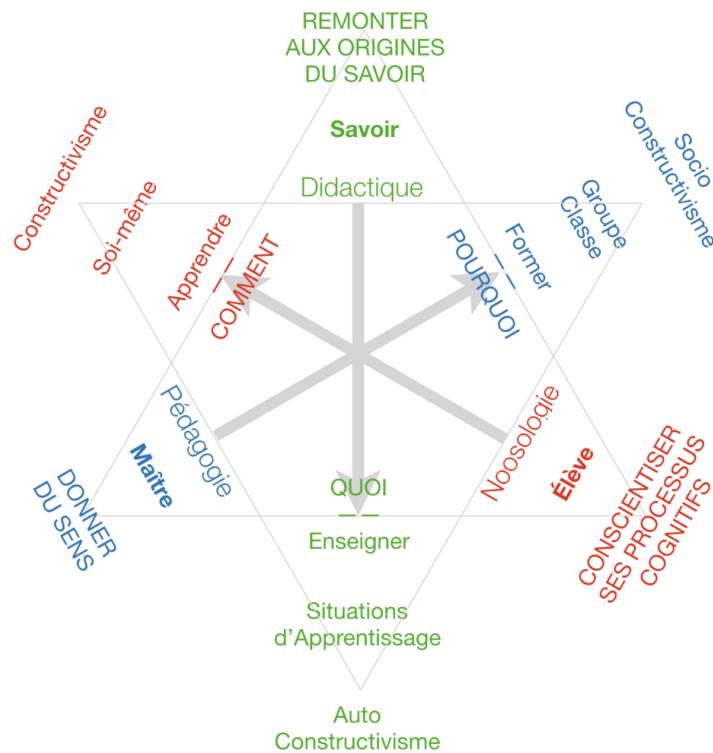 REMONTER
AUX ORIGINES
DU SAVOIR
Savoir
Didactique
Constructivisme
Soi-même
Apprendre
COMMENT
Socio
Constructivisme
Groupe
Classe
Former
POURQUOI
Pédagogie
Maître
DONNER
DU SENS
Noosologie
Élève
CONSCIENTISER
SES PROCESSUS
COGNITIFS
QUOI
Enseigner
Situations
d'Apprentissage
Auto
Constructivisme